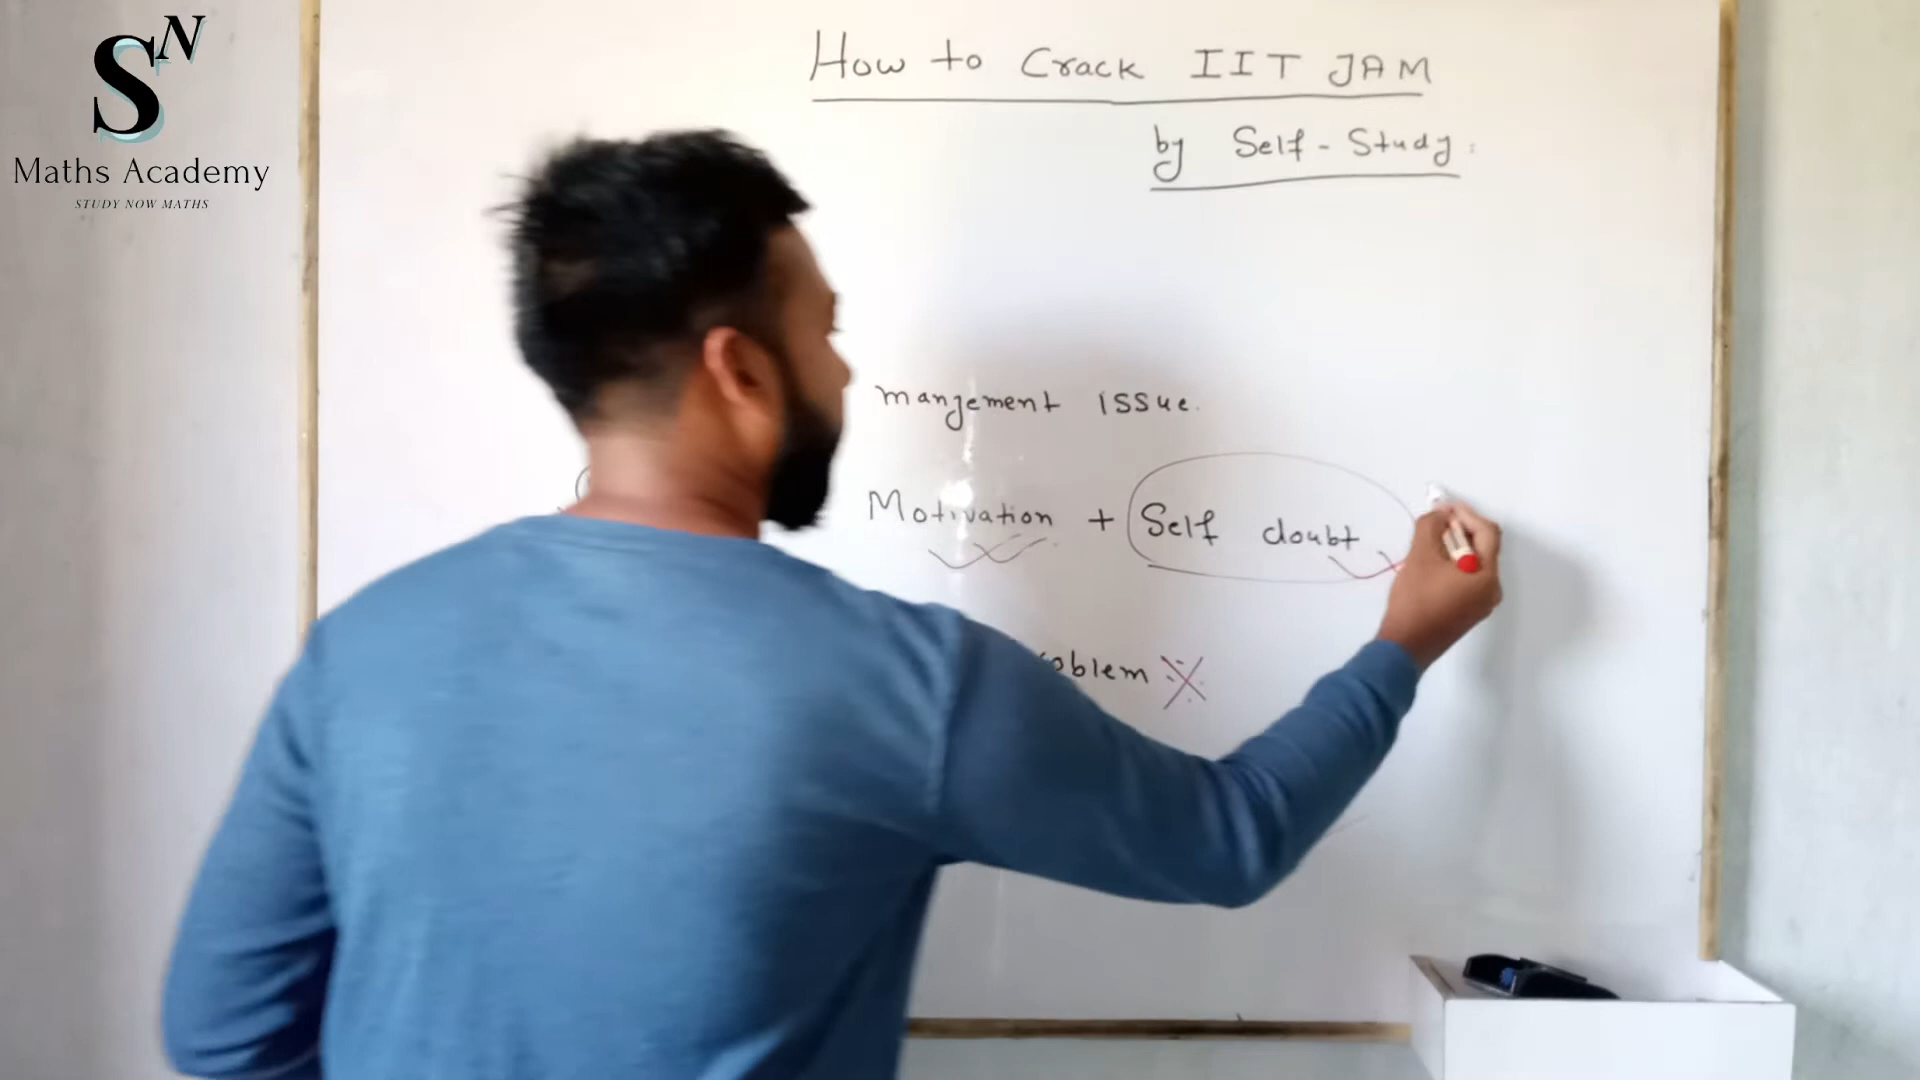 SN
Maths Academy
STUDY NOW MATHS
How to Crack IIT JAM
by Self-Study:
mangement issue.
Motivation + Self doubt
oblem